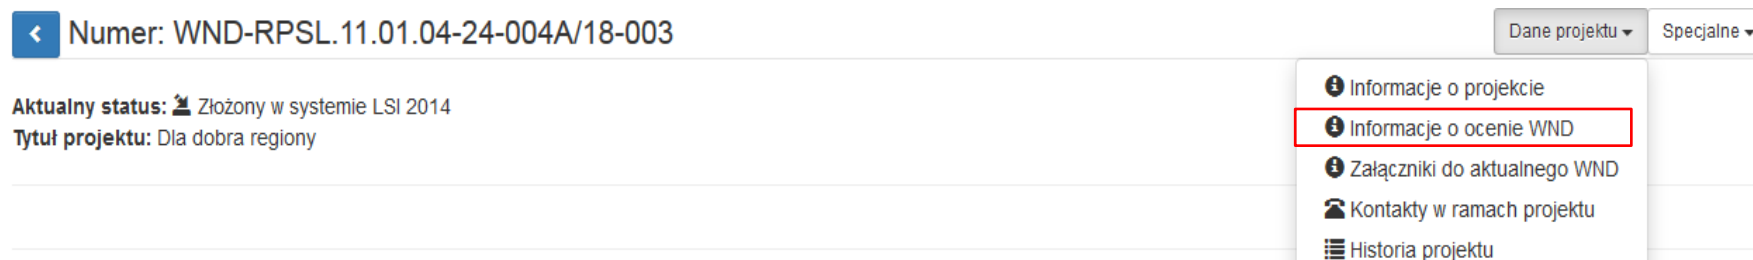 Numer: WND-RPSL.11.01.04-24-004A/18-003
Dane projektu
Specjalne
Aktualny status: Złożony w systemie LSI 2014
Tytuł projektu: Dla dobra regiony
Informacje o projekcie
Informacje o ocenie WND
Załączniki do aktualnego WND
Kontakty w ramach projektu
Historia projektu